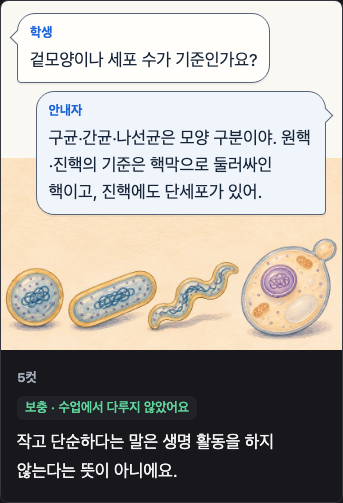 학생
겉모양이나 세포 수가 기준인가요?
안내자
구균·간균·나선균은 모양 구분이야. 원핵
·진핵의 기준은 핵막으로 둘러싸인
핵이고, 진핵에도 단세포가 있어.
5컷
보충 · 수업에서 다루지 않았어요
작고 단순하다는 말은 생명 활동을 하지
않는다는 뜻이 아니에요.